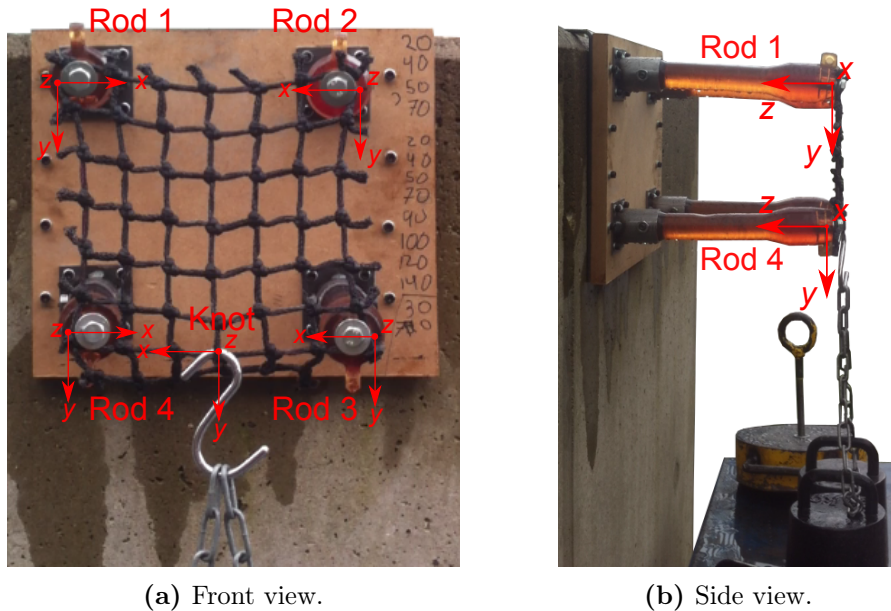 Rod 1
Rod 2
z
x
x
z
y
y
20
40
50
70
20
40
50
70
90
100
120
140
30
Knot
z
x
x
z
x
z
y
y
y
Rod 4
Rod 3
(a) Front view.
Rod 1
x
z
y
z
x
Rod 4
y
(b) Side view.